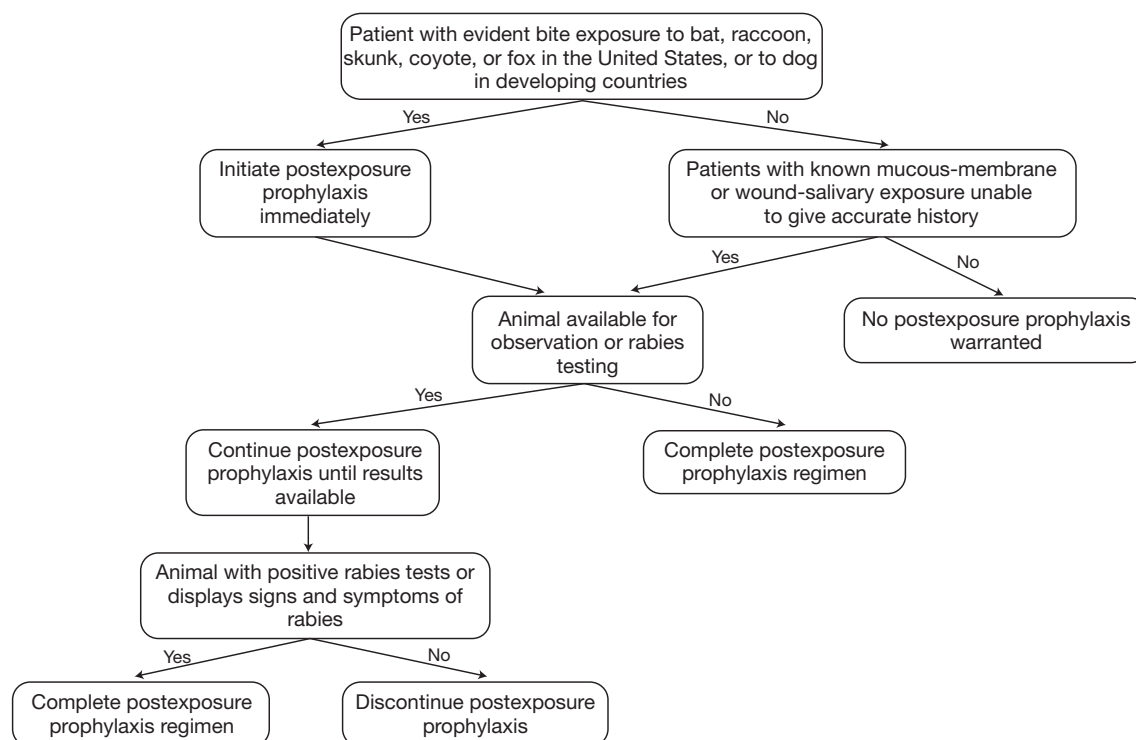 Patient with evident bite exposure to bat, raccoon,
skunk, coyote, or fox in the United States, or to dog
in developing countries
Yes
No
Initiate postexposure
prophylaxis
immediately
Patients with known mucous-membrane
or wound-salivary exposure unable
to give accurate history
Yes
No
Animal available for
observation or rabies
testing
No postexposure prophylaxis
warranted
Yes
No
Continue postexposure
prophylaxis until results
available
Complete postexposure
prophylaxis regimen
Animal with positive rabies tests or
displays signs and symptoms of
rabies
Yes
No
Complete postexposure
prophylaxis regimen
Discontinue postexposure
prophylaxis